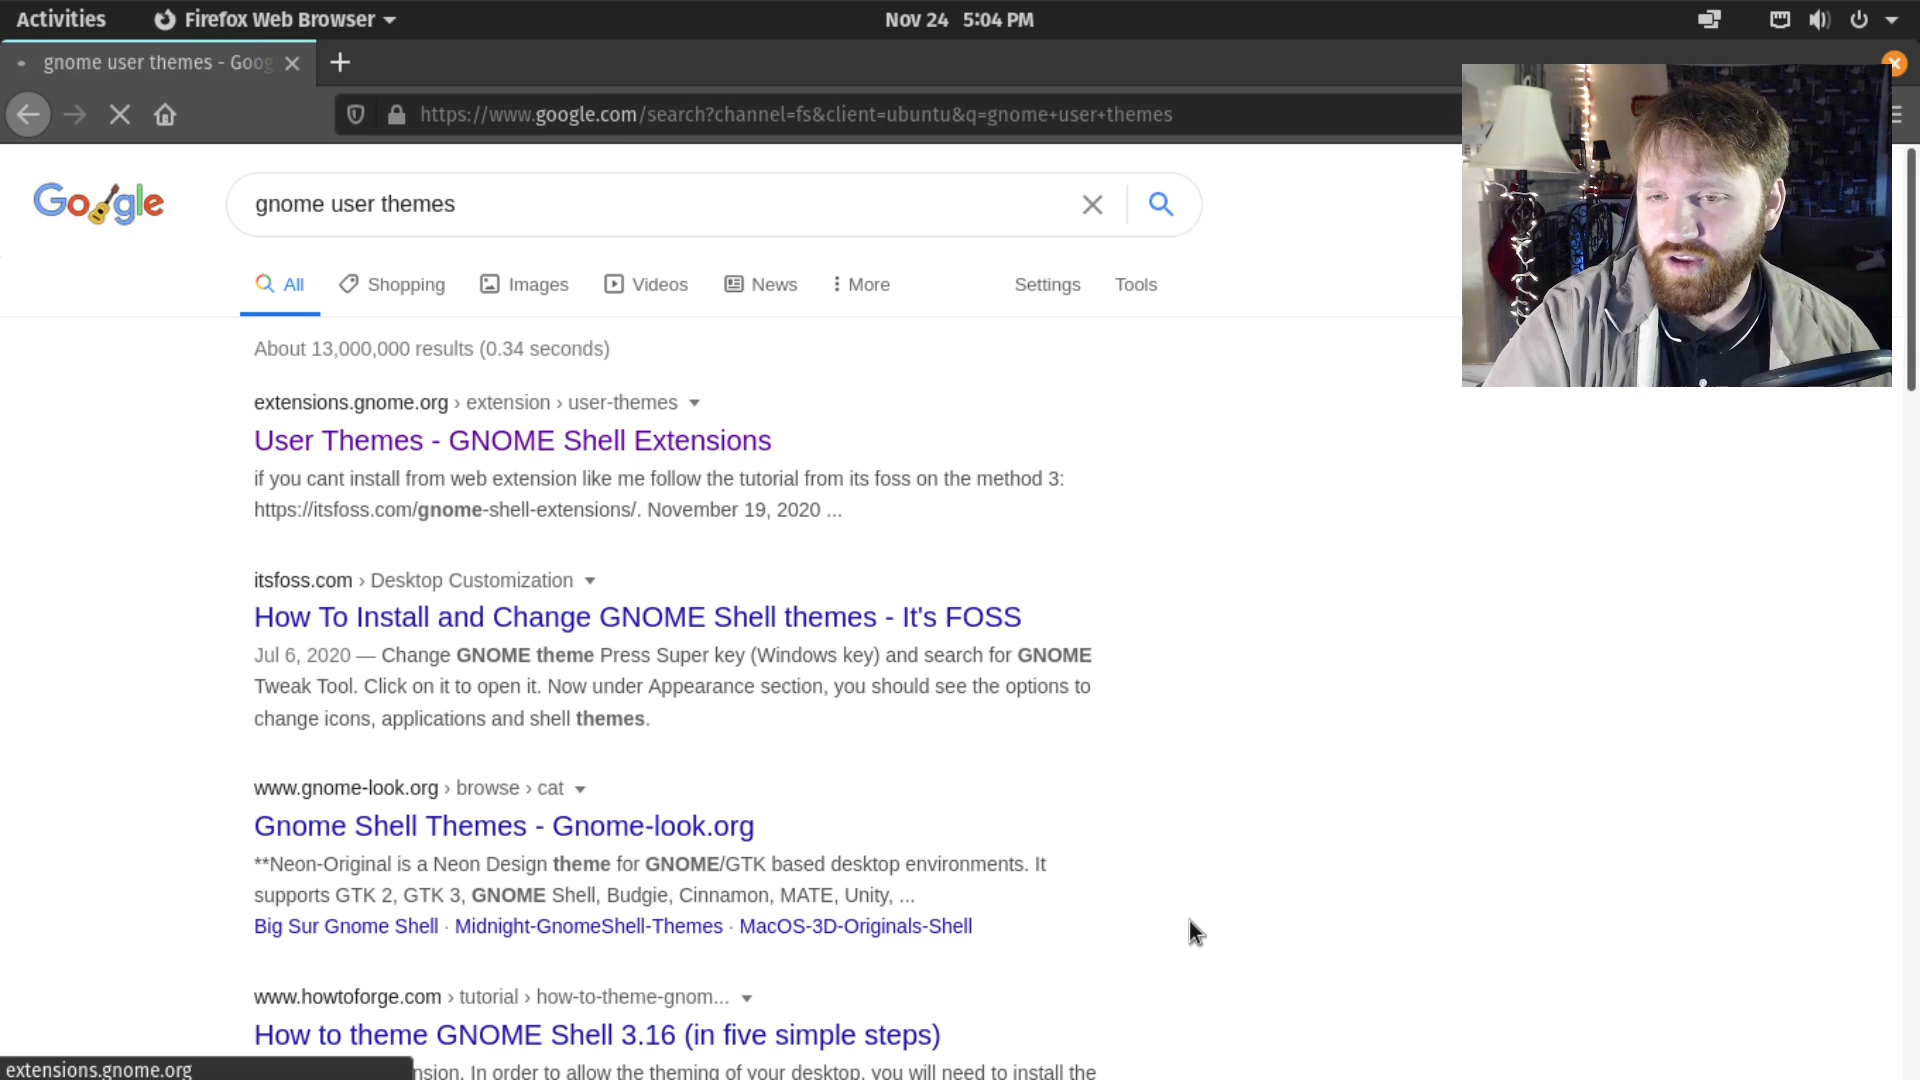 Activities
Firefox Web Browser
Nov 24 5:04 PM
gnome user themes - Goog
https://www.google.com/search?channel=fs&client=ubuntu&q=gnome+user+themes
Google
gnome user themes
All
Shopping
Images
Videos
News
More
Settings
Tools
About 13,000,000 results (0.34 seconds)
extensions.gnome.org › extension › user-themes
User Themes - GNOME Shell Extensions
if you cant install from web extension like me follow the tutorial from its foss on the method 3:
https://itsfoss.com/gnome-shell-extensions/. November 19, 2020 ...
itsfoss.com › Desktop Customization
How To Install and Change GNOME Shell themes - It's FOSS
Jul 6, 2020 — Change GNOME theme Press Super key (Windows key) and search for GNOME
Tweak Tool. Click on it to open it. Now under Appearance section, you should see the options to
change icons, applications and shell themes.
www.gnome-look.org › browse › cat
Gnome Shell Themes - Gnome-look.org
**Neon-Original is a Neon Design theme for GNOME/GTK based desktop environments. It
supports GTK 2, GTK 3, GNOME Shell, Budgie, Cinnamon, MATE, Unity, ...
Big Sur Gnome Shell · Midnight-GnomeShell-Themes · MacOS-3D-Originals-Shell
www.howtoforge.com › tutorial › how-to-theme-gnom...
How to theme GNOME Shell 3.16 (in five simple steps)
nsion. In order to allow the theming of your desktop, you will need to install the
extensions.gnome.org